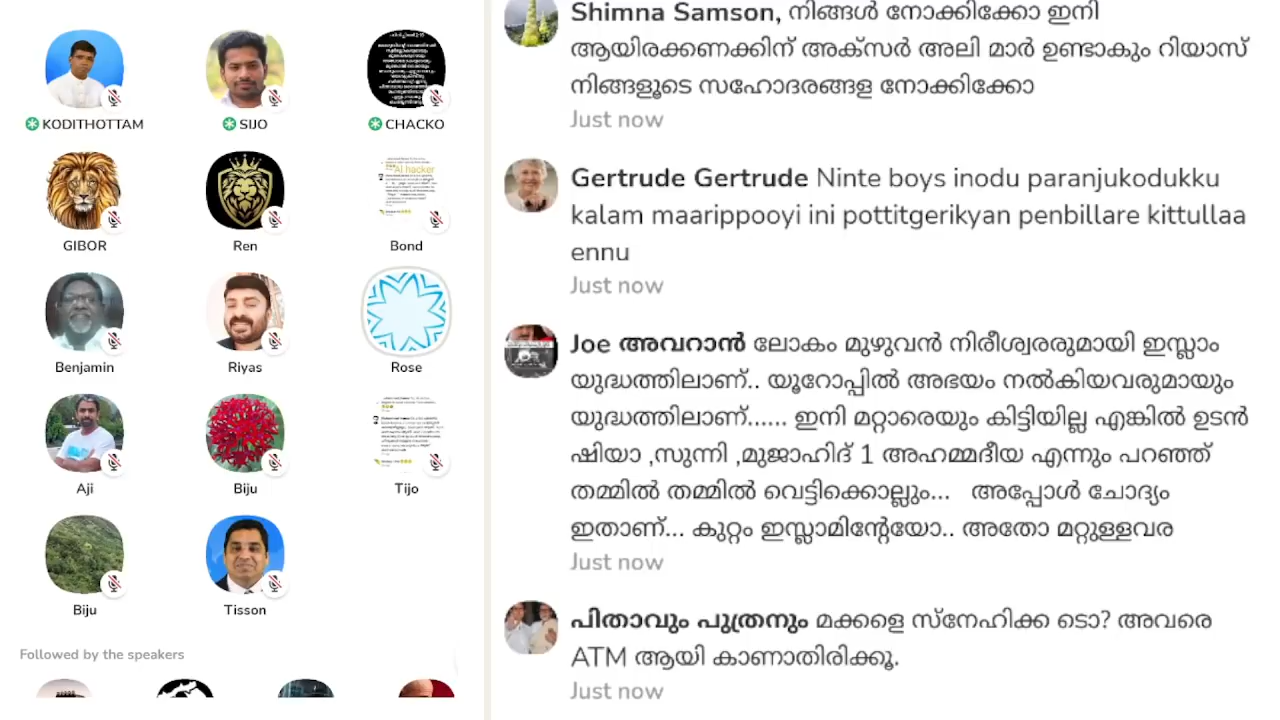 KODITHOTTAM
SIJO
CHACKO
GIBOR
Ren
AI hacker
Bond
Benjamin
Riyas
Rose
Aji
Biju
Tijo
Biju
Tisson
Followed by the speakers
Shimna Samson, നിങ്ങൾ നോക്കിക്കോ ഇനി
ആയിരക്കണക്കിന് അക്സർ അലി മാർ ഉണ്ടാകും റിയാസ്
നിങ്ങളൂടെ സഹോദരങ്ങള നോക്കിക്കോ
Just now
Gertrude Gertrude Ninte boys inodu paranjukodukku
kalam maarippooyi ini pottitgerikyan penbillare kittullaa
ennu
Just now
Joe അവറാൻ ലോകം മുഴുവൻ നിരീശ്വരരുമായി ഇസ്ലാം
യുദ്ധത്തിലാണ്.. യൂറോപ്പിൽ അഭയം നൽകിയവരുമായും
യുദ്ധത്തിലാണ്...... ഇനി മറ്റാരെയും കിട്ടിയില്ല എങ്കിൽ ഉടൻ
ഷിയാ ,സുന്നി ,മുജാഹിദ് 1 അഹമ്മദീയ എന്നും പറഞ്ഞ്
തമ്മിൽ തമ്മിൽ വെട്ടിക്കൊല്ലും... അപ്പോൾ ചോദ്യം
ഇതാണ്... കുറ്റം ഇസ്ലാമിന്റേയോ.. അതോ മറ്റുള്ളവര
Just now
പിതാവും പുത്രനും മക്കളെ സ്നേഹിക്ക ടൊ? അവരെ
ATM ആയി കാണാതിരിക്കൂ.
Just now